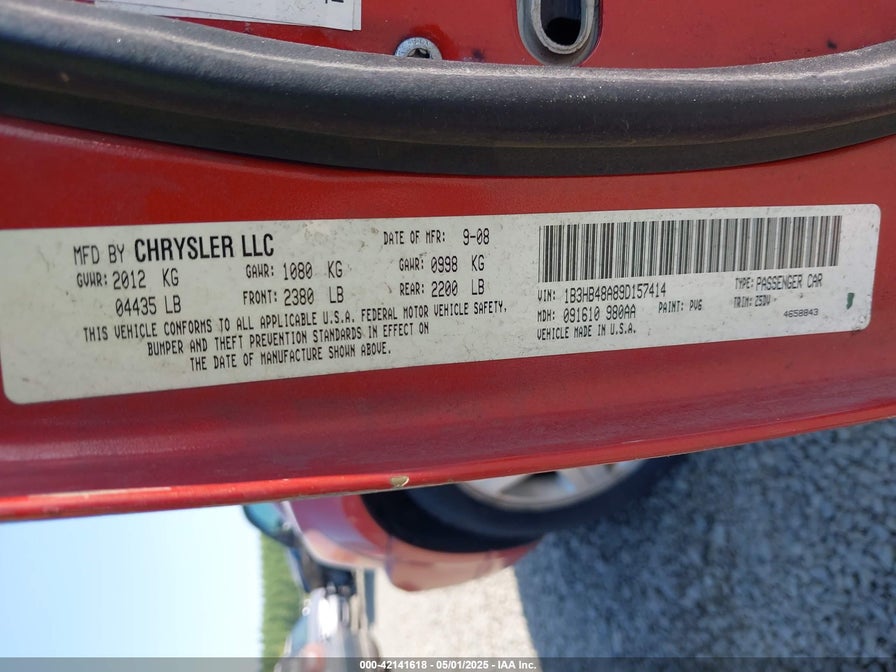 MFD BY CHRYSLER LLC DATE OF MFR: 9-08
GVWR: 2012 KG GAWR: 1080 KG GAWR: 0998 KG
04435 LB FRONT: 2380 LB REAR: 2200 LB
THIS VEHICLE CONFORMS TO ALL APPLICABLE U.S.A. FEDERAL MOTOR VEHICLE SAFETY,
BUMPER AND THEFT PREVENTION STANDARDS IN EFFECT ON
THE DATE OF MANUFACTURE SHOWN ABOVE.
VIN: 1B3HB48A89D157414 TYPE: PASSENGER CAR
MDH: 091610 980AA PAINT: PV6 TRIM: Z5DV
VEHICLE MADE IN U.S.A. 4658843
000-42141618 - 05/01/2025 - IAA Inc.